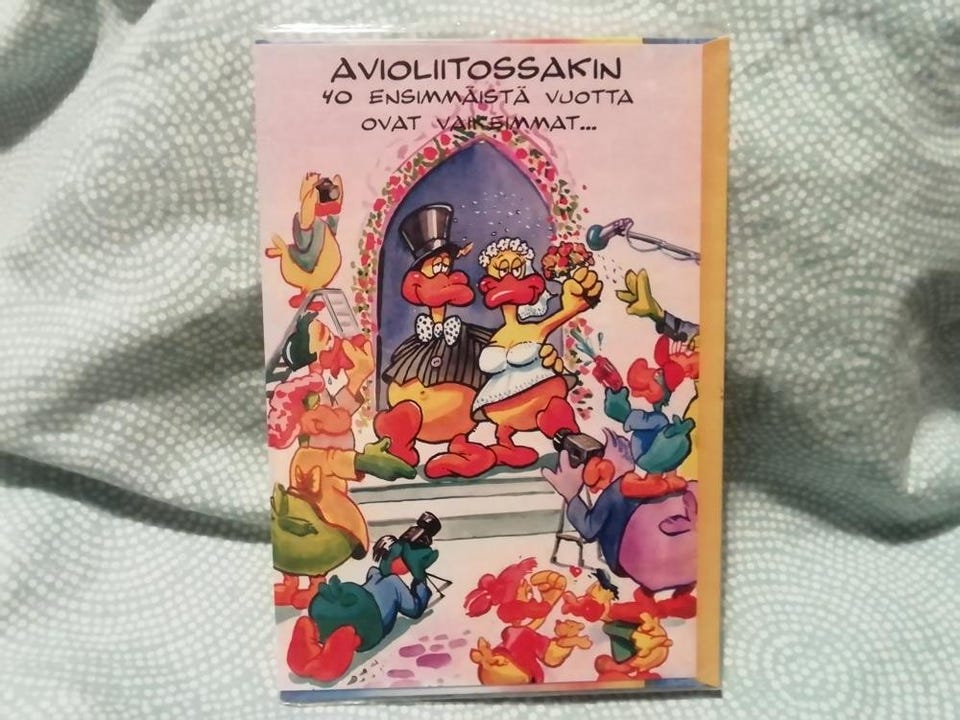 AVIOLIITOSSAKIN
40 ENSIMMÄISTÄ VUOTTA
OVAT VAIKEIMMAT...